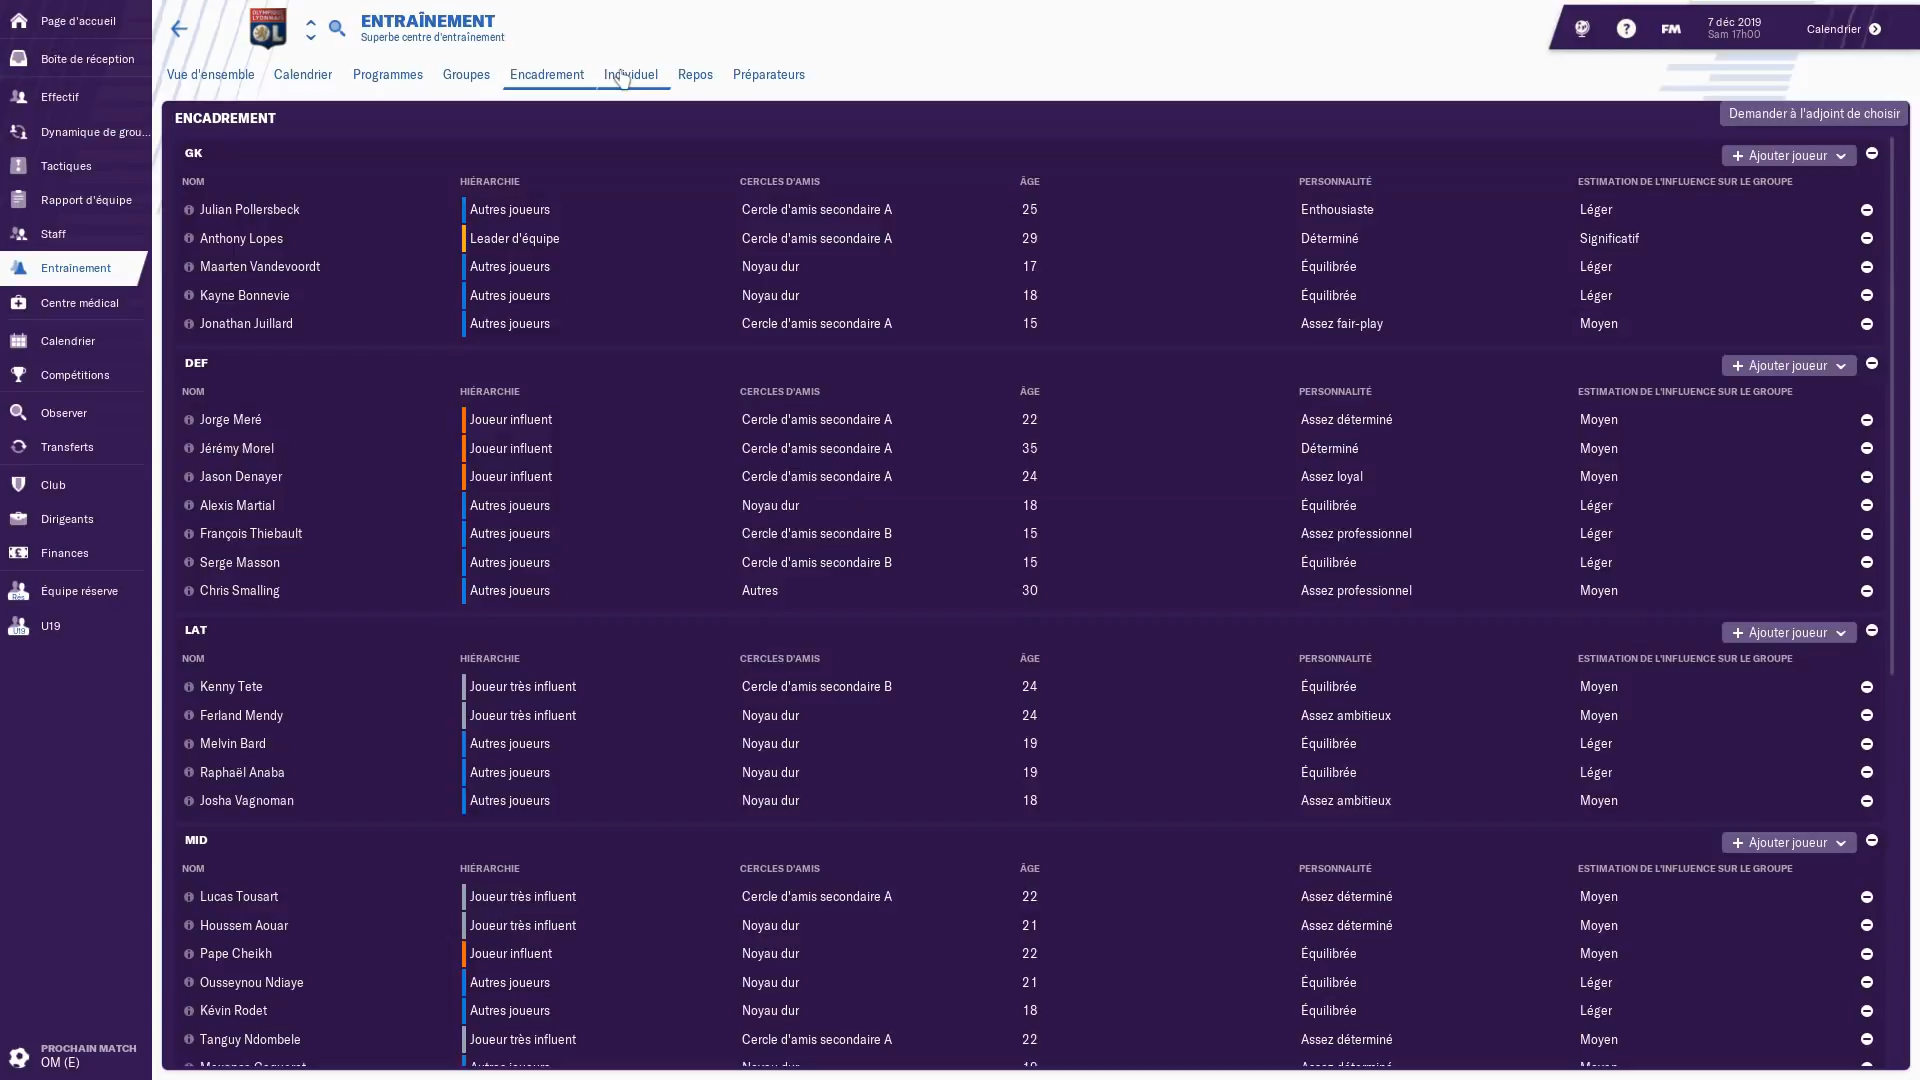 Page d'accueil
Boîte de réception
Effectif
Dynamique de grou...
Tactiques
Rapport d'équipe
Staff
Entraînement
Centre médical
Calendrier
Compétitions
Observer
Transferts
Club
Dirigeants
Finances
Équipe réserve
U19
PROCHAIN MATCH
OM (E)
ENTRAÎNEMENT
Superbe centre d'entraînement
FM
7 déc 2019
Sam 17h00
Calendrier
Vue d'ensemble Calendrier Programmes Groupes Encadrement Individuel Repos Préparateurs
ENCADREMENT
Demander à l'adjoint de choisir
GK
Ajouter joueur
NOM HIÉRARCHIE CERCLES D'AMIS ÂGE PERSONNALITÉ ESTIMATION DE L'INFLUENCE SUR LE GROUPE
Julian Pollersbeck Autres joueurs Cercle d'amis secondaire A 25 Enthousiaste Léger
Anthony Lopes Leader d'équipe Cercle d'amis secondaire A 29 Déterminé Significatif
Maarten Vandevoordt Autres joueurs Noyau dur 17 Équilibrée Léger
Kayne Bonnevie Autres joueurs Noyau dur 18 Équilibrée Léger
Jonathan Juillard Autres joueurs Cercle d'amis secondaire A 15 Assez fair-play Moyen
DEF
Ajouter joueur
NOM HIÉRARCHIE CERCLES D'AMIS ÂGE PERSONNALITÉ ESTIMATION DE L'INFLUENCE SUR LE GROUPE
Jorge Meré Joueur influent Cercle d'amis secondaire A 22 Assez déterminé Moyen
Jérémy Morel Joueur influent Cercle d'amis secondaire A 35 Déterminé Moyen
Jason Denayer Joueur influent Cercle d'amis secondaire A 24 Assez loyal Moyen
Alexis Martial Autres joueurs Noyau dur 18 Équilibrée Léger
François Thiebault Autres joueurs Cercle d'amis secondaire B 15 Assez professionnel Léger
Serge Masson Autres joueurs Cercle d'amis secondaire B 15 Équilibrée Léger
Chris Smalling Autres joueurs Autres 30 Assez professionnel Moyen
LAT
Ajouter joueur
NOM HIÉRARCHIE CERCLES D'AMIS ÂGE PERSONNALITÉ ESTIMATION DE L'INFLUENCE SUR LE GROUPE
Kenny Tete Joueur très influent Cercle d'amis secondaire B 24 Équilibrée Moyen
Ferland Mendy Joueur très influent Noyau dur 24 Assez ambitieux Moyen
Melvin Bard Autres joueurs Noyau dur 19 Équilibrée Léger
Raphaël Anaba Autres joueurs Noyau dur 19 Équilibrée Léger
Josha Vagnoman Autres joueurs Noyau dur 18 Assez ambitieux Moyen
MID
Ajouter joueur
NOM HIÉRARCHIE CERCLES D'AMIS ÂGE PERSONNALITÉ ESTIMATION DE L'INFLUENCE SUR LE GROUPE
Lucas Tousart Joueur très influent Cercle d'amis secondaire A 22 Assez déterminé Moyen
Houssem Aouar Joueur très influent Noyau dur 21 Assez déterminé Moyen
Pape Cheikh Joueur influent Noyau dur 22 Équilibrée Moyen
Ousseynou Ndiaye Autres joueurs Noyau dur 21 Équilibrée Léger
Kévin Rodet Autres joueurs Noyau dur 18 Équilibrée Léger
Tanguy Ndombele Joueur très influent Cercle d'amis secondaire A 22 Assez déterminé Moyen